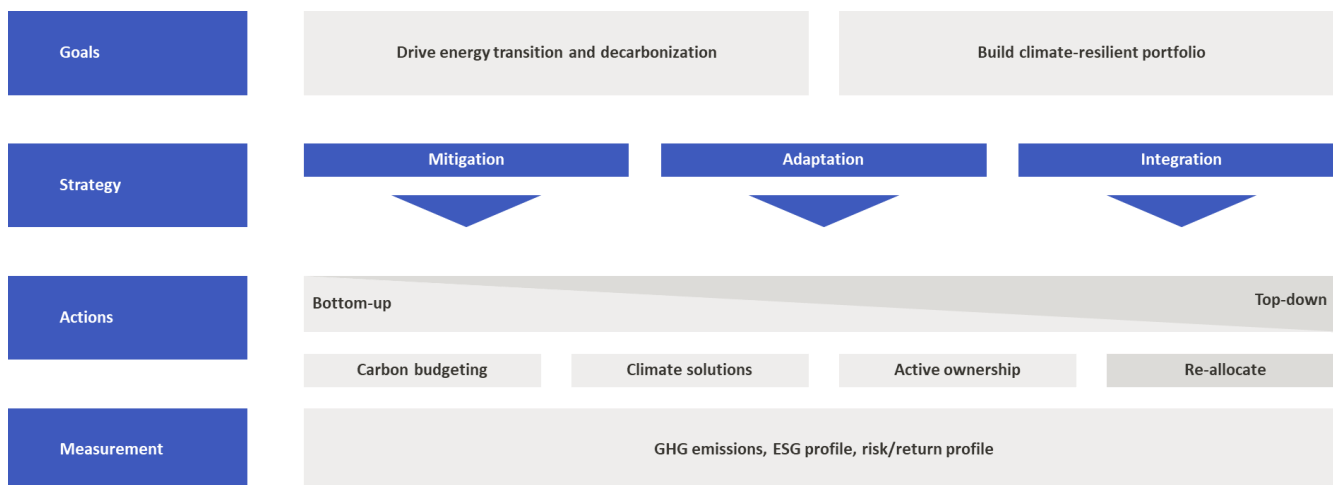 Goals
Drive energy transition and decarbonization
Build climate-resilient portfolio
Strategy
Mitigation
Adaptation
Integration
Actions
Bottom-up
Top-down
Carbon budgeting
Climate solutions
Active ownership
Re-allocate
Measurement
GHG emissions, ESG profile, risk/return profile